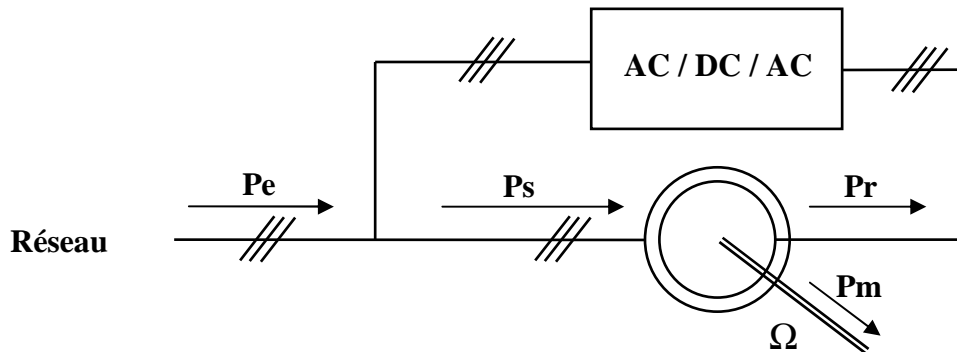 AC / DC / AC
Pe
Ps
Pr
Réseau
Pm
Ω